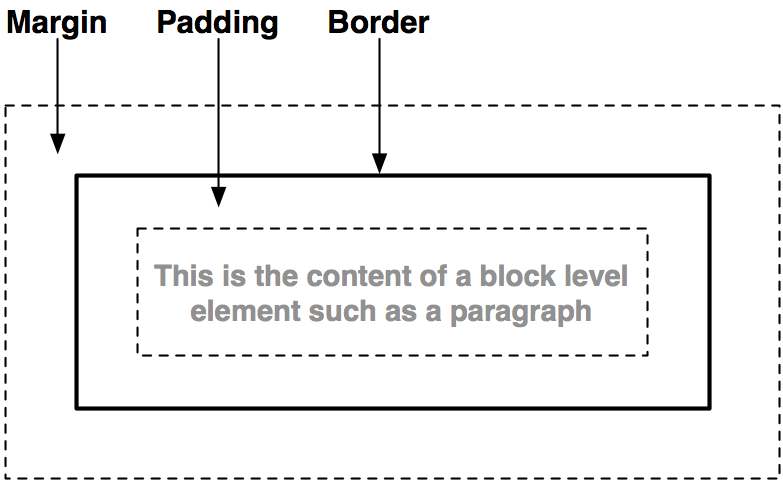 Margin Padding Border
This is the content of a block level
element such as a paragraph